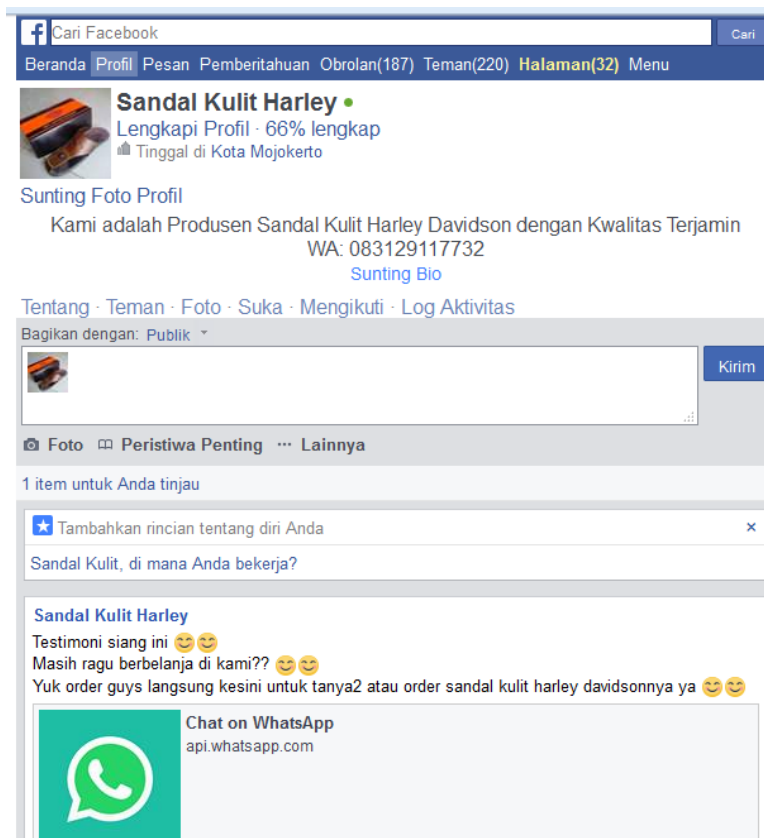 Cari Facebook
Cari
Beranda Profil Pesan Pemberitahuan Obrolan(187) Teman(220) Halaman(32) Menu
Sandal Kulit Harley
Lengkapi Profil · 66% lengkap
Tinggal di Kota Mojokerto
Sunting Foto Profil
Kami adalah Produsen Sandal Kulit Harley Davidson dengan Kwalitas Terjamin
WA: 083129117732
Sunting Bio
Tentang · Teman · Foto · Suka · Mengikuti · Log Aktivitas
Bagikan dengan: Publik
Kirim
Foto Peristiwa Penting ··· Lainnya
1 item untuk Anda tinjau
Tambahkan rincian tentang diri Anda ×
Sandal Kulit, di mana Anda bekerja?
Sandal Kulit Harley
Testimoni siang ini 😊😊
Masih ragu berbelanja di kami?? 😊😊
Yuk order guys langsung kesini untuk tanya2 atau order sandal kulit harley davidsonnya ya 😊😊
Chat on WhatsApp
api.whatsapp.com